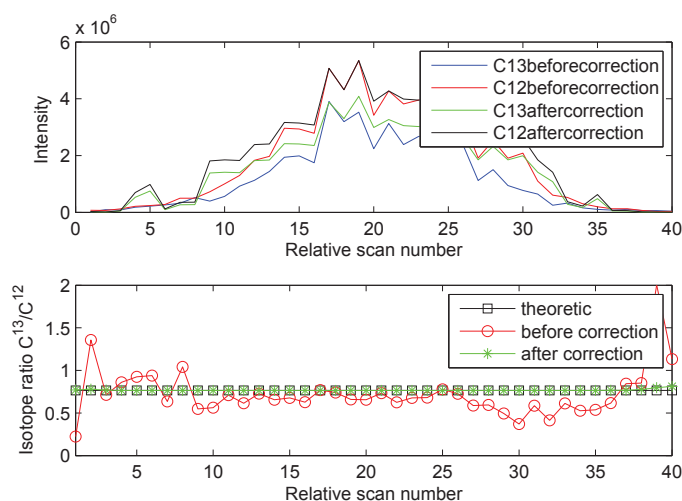 × 10^6
6
4
2
0
Intensity
C13beforecorrection
C12beforecorrection
C13aftercorrection
C12aftercorrection
0 5 10 15 20 25 30 35 40
Relative scan number
2
1.5
1
0.5
0
Isotope ratio C^13/C^12
theoretic
before correction
after correction
5 10 15 20 25 30 35 40
Relative scan number